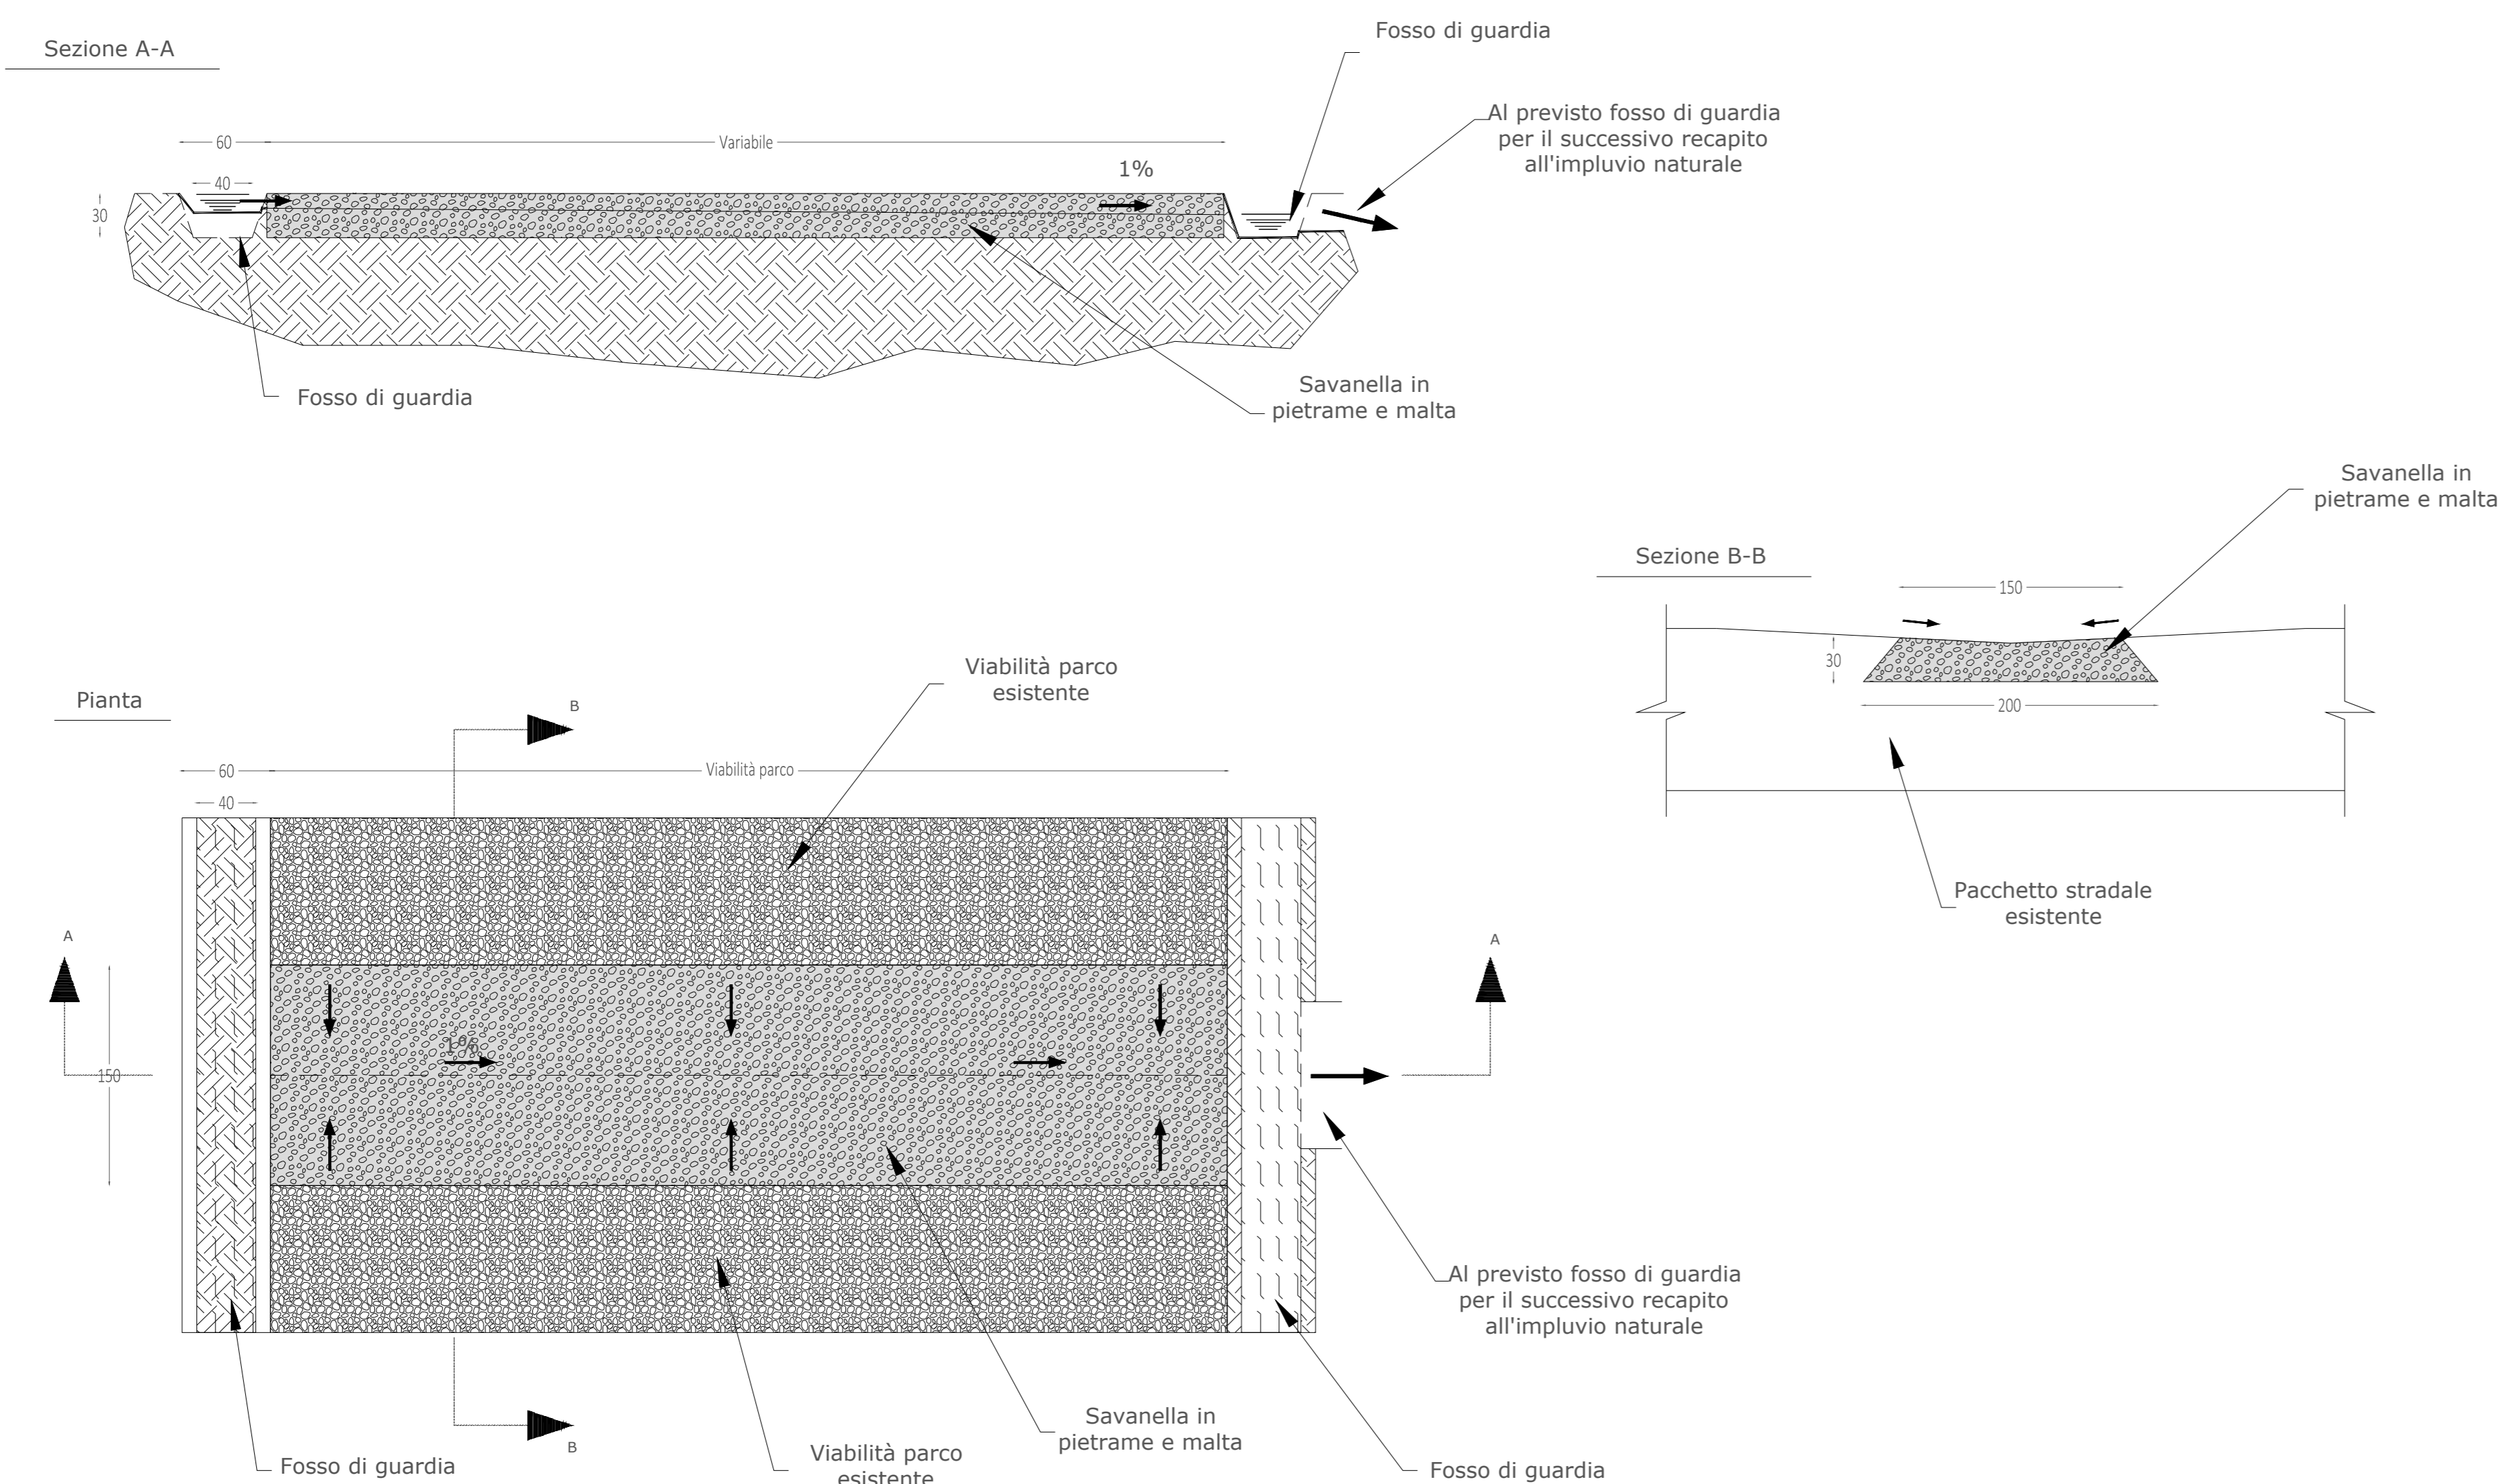 Sezione A-A
Fosso di guardia
Al previsto fosso di guardia
per il successivo recapito
all'impluvio naturale
60
Variabile
1%
40
30
Fosso di guardia
Savanella in
pietrame e malta
Sezione B-B
Savanella in
pietrame e malta
150
30
200
Pacchetto stradale
esistente
Pianta
Viabilità parco
esistente
B
60
Viabilità parco
40
A
A
1%
150
Al previsto fosso di guardia
per il successivo recapito
all'impluvio naturale
Savanella in
pietrame e malta
B
Fosso di guardia
Viabilità parco
esistente
Fosso di guardia